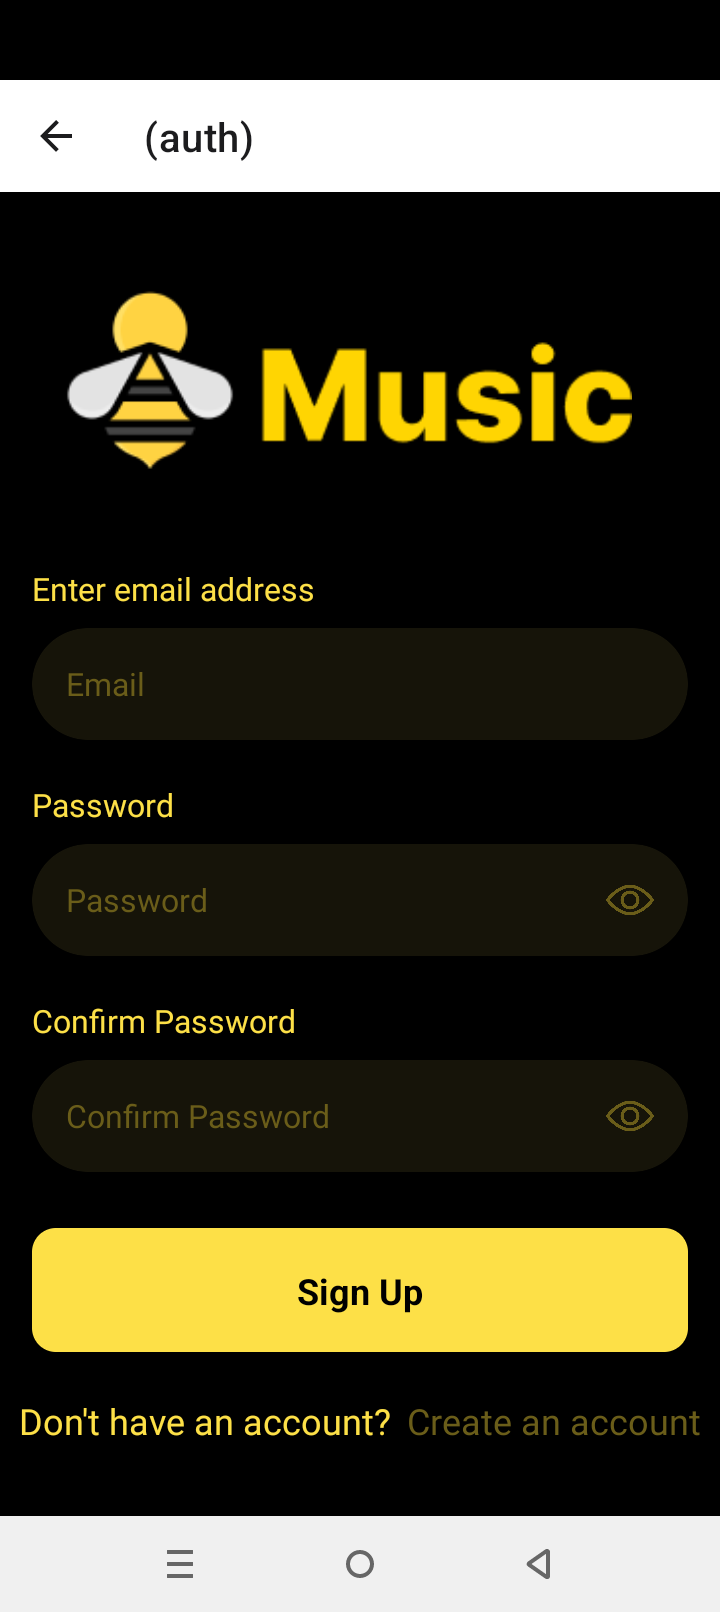 (auth)
Music
Enter email address
Email
Password
Password
Confirm Password
Confirm Password
Sign Up
Don't have an account? Create an account